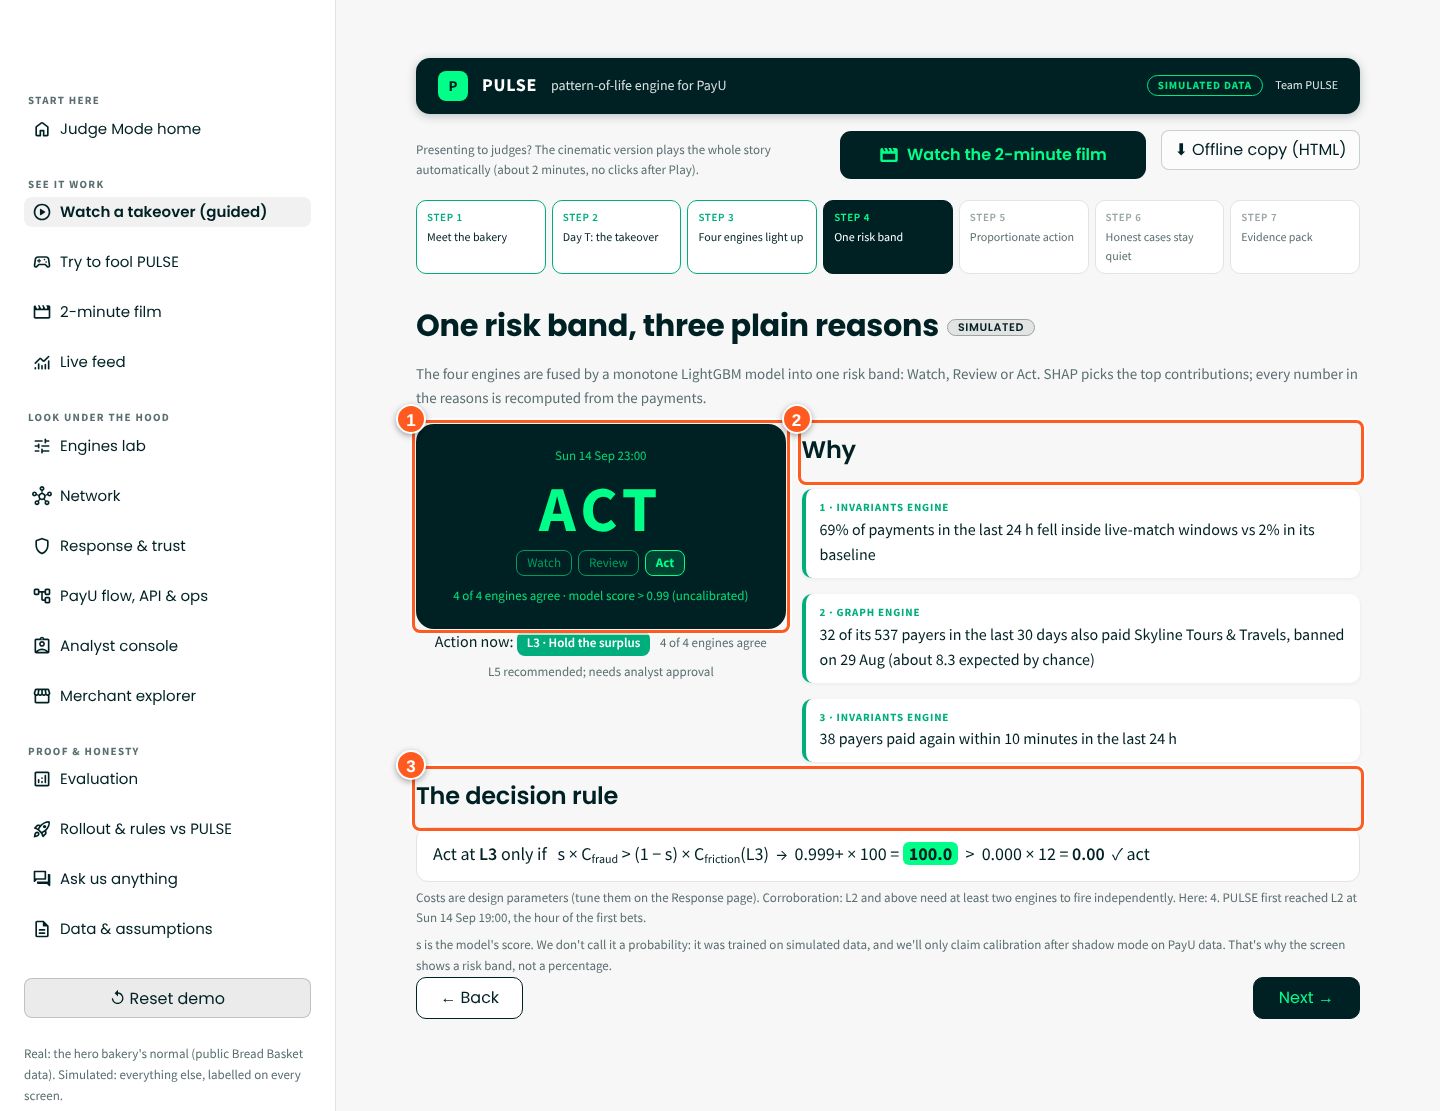 START HERE
Judge Mode home
SEE IT WORK
Watch a takeover (guided)
Try to fool PULSE
2-minute film
Live feed
LOOK UNDER THE HOOD
Engines lab
Network
Response & trust
PayU flow, API & ops
Analyst console
Merchant explorer
PROOF & HONESTY
Evaluation
Rollout & rules vs PULSE
Ask us anything
Data & assumptions
Reset demo
Real: the hero bakery's normal (public Bread Basket
data). Simulated: everything else, labelled on every
screen.
P PULSE pattern-of-life engine for PayU SIMULATED DATA Team PULSE
Presenting to judges? The cinematic version plays the whole story
automatically (about 2 minutes, no clicks after Play).
Watch the 2-minute film
⬇ Offline copy (HTML)
STEP 1
Meet the bakery
STEP 2
Day T: the takeover
STEP 3
Four engines light up
STEP 4
One risk band
STEP 5
Proportionate action
STEP 6
Honest cases stay
quiet
STEP 7
Evidence pack
One risk band, three plain reasons SIMULATED
The four engines are fused by a monotone LightGBM model into one risk band: Watch, Review or Act. SHAP picks the top contributions; every number in
the reasons is recomputed from the payments.
1
Sun 14 Sep 23:00
ACT
Watch Review Act
4 of 4 engines agree · model score > 0.99 (uncalibrated)
Action now: L3 · Hold the surplus 4 of 4 engines agree
L5 recommended; needs analyst approval
2
Why
1 · INVARIANTS ENGINE
69% of payments in the last 24 h fell inside live-match windows vs 2% in its
baseline
2 · GRAPH ENGINE
32 of its 537 payers in the last 30 days also paid Skyline Tours & Travels, banned
on 29 Aug (about 8.3 expected by chance)
3 · INVARIANTS ENGINE
38 payers paid again within 10 minutes in the last 24 h
3
The decision rule
Act at L3 only if s × Cfraud > (1 − s) × Cfriction(L3) → 0.999+ × 100 = 100.0 > 0.000 × 12 = 0.00 ✓ act
Costs are design parameters (tune them on the Response page). Corroboration: L2 and above need at least two engines to fire independently. Here: 4. PULSE first reached L2 at
Sun 14 Sep 19:00, the hour of the first bets.
s is the model's score. We don't call it a probability: it was trained on simulated data, and we'll only claim calibration after shadow mode on PayU data. That's why the screen
shows a risk band, not a percentage.
← Back
Next →